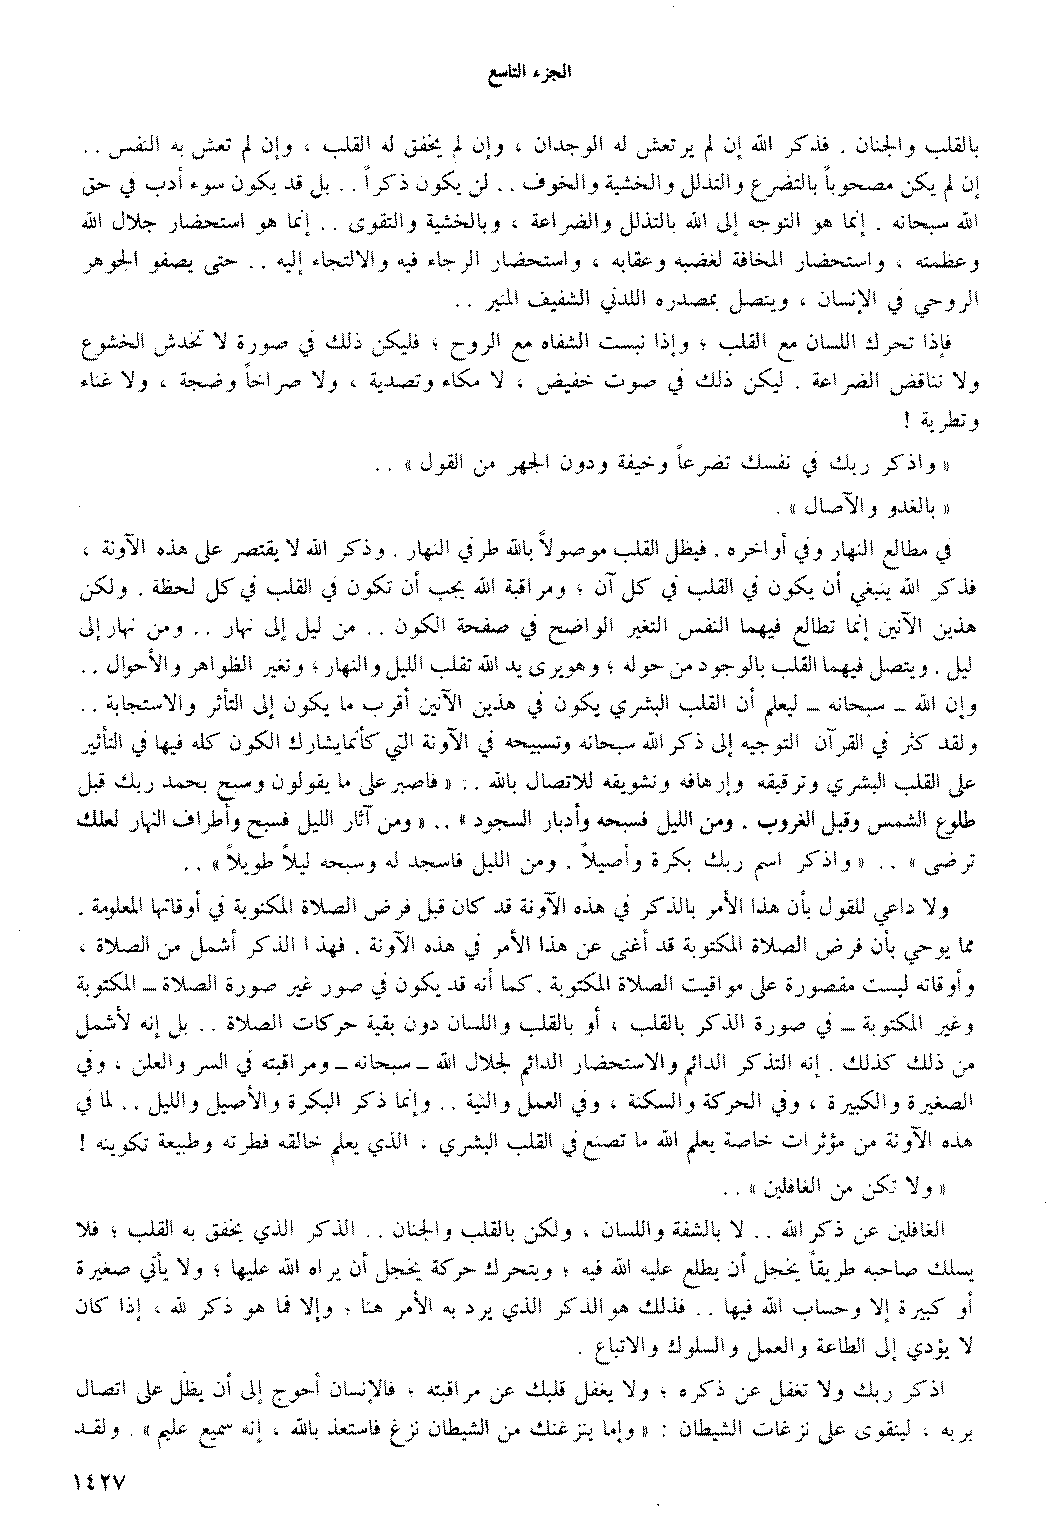 الجزء التاسع
بالقلب والجنان . فذكر الله إن لم يرتعش له الوجدان ، وإن لم يخفق له القلب ، وإن لم تعش به النفس . .
إن لم يكن مصحوباً بالتضرع والتذلل والخشية والخوف . . لن يكون ذكراً . . بل قد يكون سوء أدب في حق
الله سبحانه . إنما هو التوجه إلى الله بالتذلل والضراعة ، وبالخشية والتقوى . . إنما هو استحضار جلال الله
وعظمته ، واستحضار المخافة لغضبه وعقابه ، واستحضار الرجاء فيه والالتجاء إليه . . حتى يصفو الجوهر
الروحي في الإنسان ، ويتصل بمصدره اللدني الشفيف المنير . .
فإذا تحرك اللسان مع القلب ؛ وإذا نبست الشفاه مع الروح ؛ فليكن ذلك في صورة لا تخدش الخشوع
ولا تناقض الضراعة . ليكن ذلك في صوت خفيض ، لا مكاء وتصدية ، ولا صراخاً وضجة ، ولا غناء
وتطرية !
« واذكر ربك في نفسك تضرعاً وخيفة ودون الجهر من القول » . .
« بالغدو والآصال » .
في مطالع النهار وفي أواخره . فيظل القلب موصولاً بالله طرفي النهار . وذكر الله لا يقتصر على هذه الآونة ،
فذكر الله ينبغي أن يكون في القلب في كل آن ؛ ومراقبة الله يجب أن تكون في القلب في كل لحظة . ولكن
هذين الآنين إنما تطالع فيهما النفس التغير الواضح في صفحة الكون . . من ليل إلى نهار . . ومن نهار إلى
ليل . ويتصل فيهما القلب بالوجود من حوله ؛ وهو يرى يد الله تقلب الليل والنهار ؛ وتغير الظواهر والأحوال . .
وإن الله - سبحانه - ليعلم أن القلب البشري يكون في هذين الآنين أقرب ما يكون إلى التأثر والاستجابة . .
ولقد كثر في القرآن التوجيه إلى ذكر الله سبحانه وتسبيحه في الآونة التي كأنما يشارك الكون كله فيها في التأثير
على القلب البشري وترقيقه وإرهافه وتشويقه للاتصال بالله . . : « فاصبر على ما يقولون وسبح بحمد ربك قبل
طلوع الشمس وقبل الغروب . ومن الليل فسبحه وأدبار السجود » . . « ومن آنآئ الليل فسبح وأطراف النهار لعلك
ترضى » . . « واذكر اسم ربك بكرة وأصيلاً . ومن الليل فاسجد له وسبحه ليلاً طويلاً » . .
ولا داعي للقول بأن هذا الأمر بالذكر في هذه الآونة قد كان قبل فرض الصلاة المكتوبة في أوقاتها المعلومة .
مما يوحي بأن فرض الصلاة المكتوبة قد أغنى عن هذا الأمر في هذه الآونة . فهذا الذكر أشمل من الصلاة ،
وأوقاته ليست مقصورة على مواقيت الصلاة المكتوبة . كما أنه قد يكون في صور غير صورة الصلاة - المكتوبة
وغير المكتوبة - في صورة الذكر بالقلب ، أو بالقلب واللسان دون بقية حركات الصلاة . . بل إنه لأشمل
من ذلك كذلك . إنه التذكر الدائم والاستحضار الدائم لجلال الله - سبحانه - ومراقبته في السر والعلن ، وفي
الصغيرة والكبيرة ، وفي الحركة والسكنة ، وفي العمل والنية . . وإنما ذكر البكرة والأصيل والليل . . لما في
هذه الآونة من مؤثرات خاصة يعلم الله ما تصنع في القلب البشري ، الذي يعلم خالقه فطرته وطبيعة تكوينه !
« ولا تكن من الغافلين » . .
الغافلين عن ذكر الله . . لا بالشفة واللسان ، ولكن بالقلب والجنان . . الذكر الذي يخفق به القلب ؛ فلا
يسلك صاحبه طريقاً يخجل أن يطلع عليه الله فيه ؛ ويتحرك حركة يخجل أن يراه الله عليها ؛ ولا يأتي صغيرة
أو كبيرة إلا وحساب الله فيها . . فذلك هو الذكر الذي يرد به الأمر هنا ؛ وإلا فما هو ذكر لله ، إذا كان
لا يؤدي إلى الطاعة والعمل والسلوك والاتباع .
اذكر ربك ولا تغفل عن ذكره ؛ ولا يغفل قلبك عن مراقبته ؛ فالإنسان أحوج إلى أن يظل على اتصال
بربه ، ليتقوى على نزغات الشيطان : « وإما ينزغنك من الشيطان نزغ فاستعذ بالله ، إنه سميع عليم » . ولقد
١٤٢٧